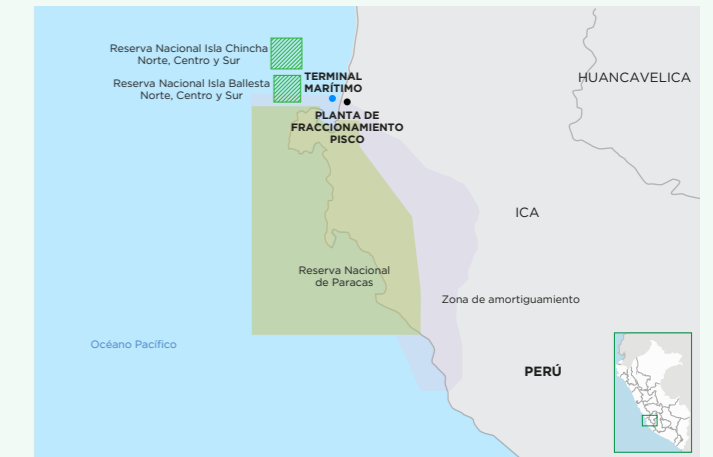 Reserva Nacional Isla Chincha
Norte, Centro y Sur
Reserva Nacional Isla Ballesta
Norte, Centro y Sur
TERMINAL
MARÍTIMO
PLANTA DE
FRACCIONAMIENTO
PISCO
HUANCAVELICA
ICA
Reserva Nacional
de Paracas
Zona de amortiguamiento
Océano Pacífico
PERÚ